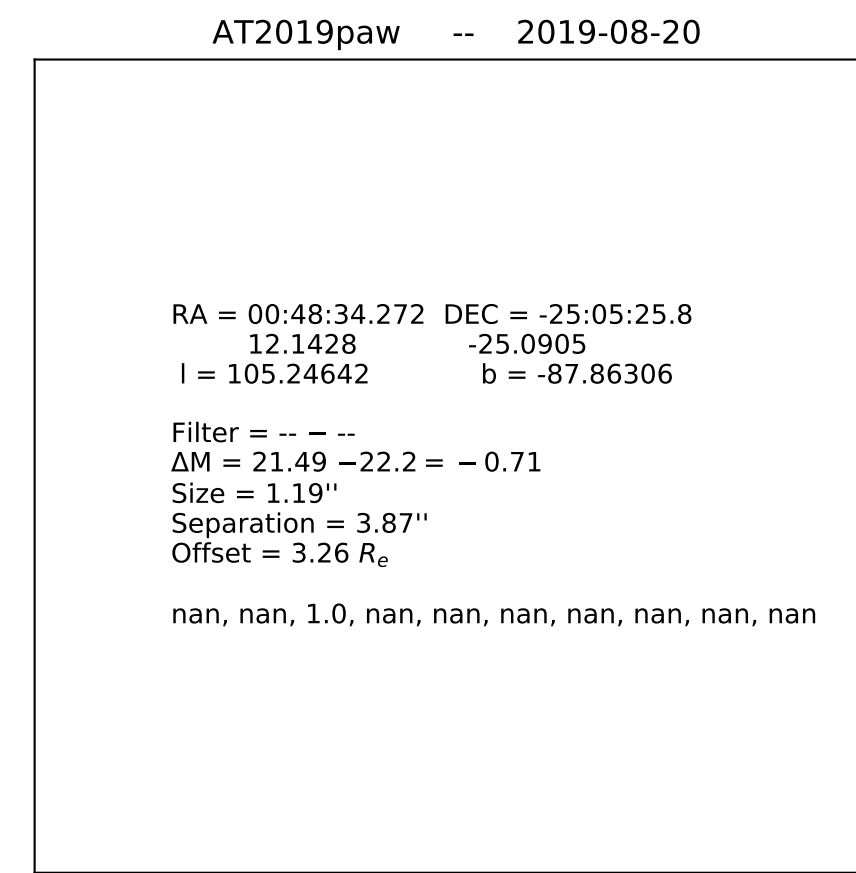 AT2019paw -- 2019-08-20
RA = 00:48:34.272 DEC = -25:05:25.8
12.1428 -25.0905
l = 105.24642 b = -87.86306
Filter = -- − --
ΔM = 21.49 −22.2 = −0.71
Size = 1.19''
Separation = 3.87''
Offset = 3.26 Rₑ
nan, nan, 1.0, nan, nan, nan, nan, nan, nan, nan